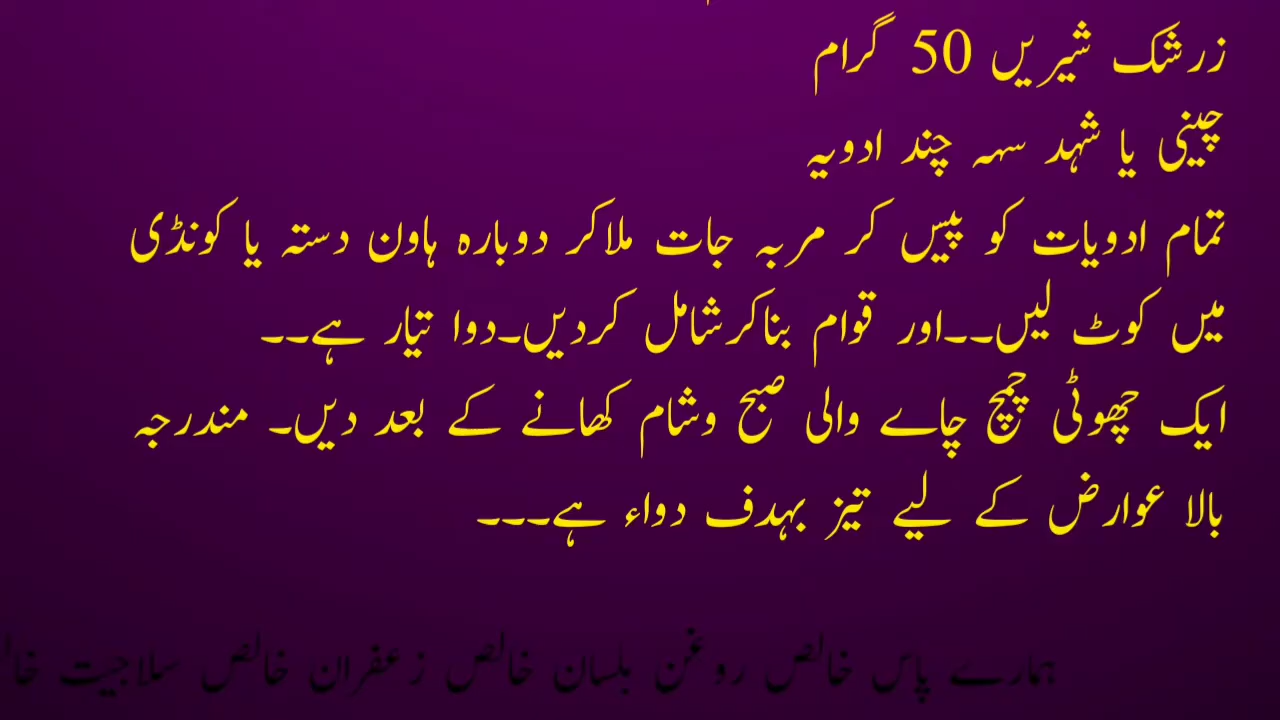 زرشک شیریں 50 گرام
چینی یا شہد سہہ چند ادویہ
تمام ادویات کو پیس کر مربہ جات ملاکر دوبارہ ہاون دستہ یا کونڈی
میں کوٹ لیں۔۔اور قوام بناکرشامل کردیں۔دوا تیار ہے۔۔
ایک چھوٹی چمچ چاے والی صبح وشام کھانے کے بعد دیں۔ مندرجہ
بالا عوارض کے لیے تیز بہدف دواء ہے۔۔۔
ہمارے پاس خالص روغن بلسان خالص زعفران خالص سلاجیت